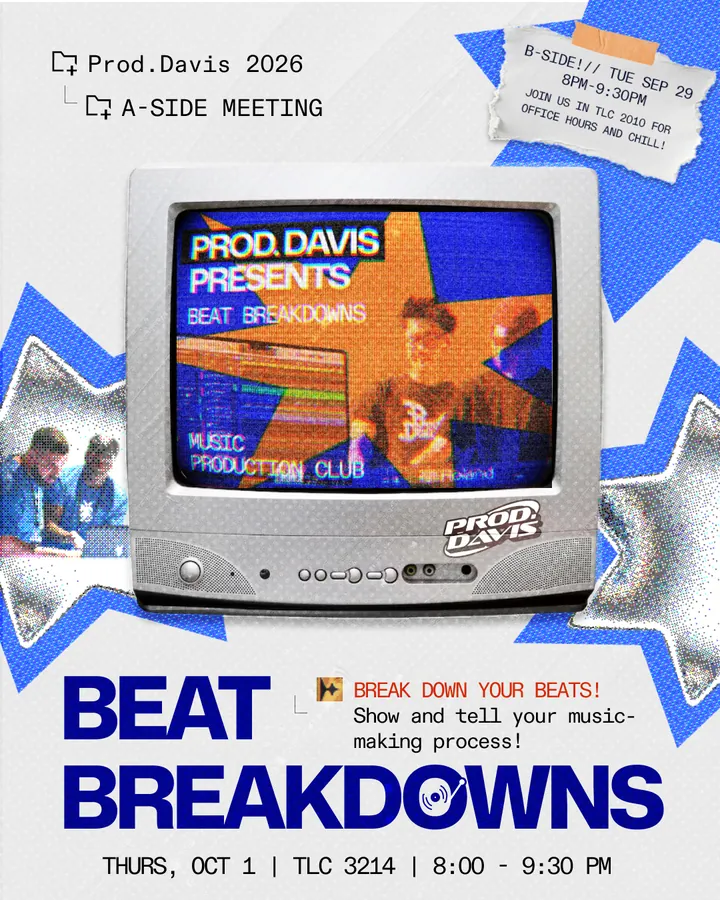 Prod.Davis 2026
A-SIDE MEETING
B-SIDE!// TUE SEP 29
8PM-9:30PM
JOIN US IN TLC 2010 FOR
OFFICE HOURS AND CHILL!
PROD. DAVIS
PRESENTS
BEAT BREAKDOWNS
MUSIC
PRODUCTION CLUB
Roland
PROD.
DAVIS
BEAT
BREAK DOWN YOUR BEATS!
Show and tell your music-
making process!
BREAKDOWNS
THURS, OCT 1 | TLC 3214 | 8:00 - 9:30 PM